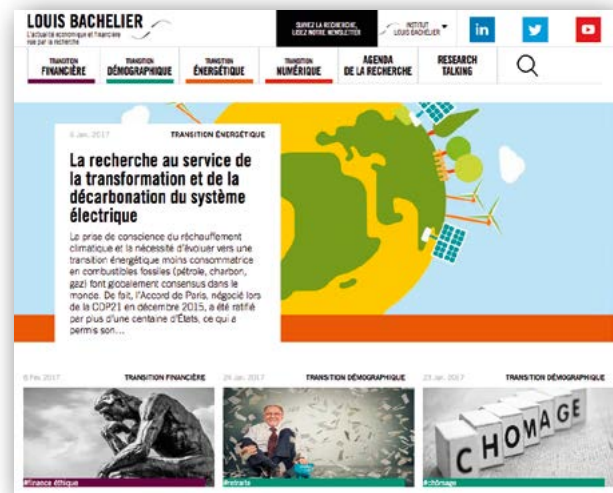 LOUIS BACHELIER
L'actualité économique et financière
vue par la recherche
SUIVEZ LA RECHERCHE,
LISEZ NOTRE NEWSLETTER
INSTITUT
LOUIS BACHELIER
in
TRANSITION
FINANCIÈRE
TRANSITION
DÉMOGRAPHIQUE
TRANSITION
ÉNERGÉTIQUE
TRANSITION
NUMÉRIQUE
AGENDA
DE LA RECHERCHE
RESEARCH
TALKING
6 Jan. 2017
TRANSITION ÉNERGÉTIQUE
La recherche au service de
la transformation et de la
décarbonation du système
électrique
La prise de conscience du réchauffement
climatique et la nécessité d'évoluer vers une
transition énergétique moins consommatrice
en combustibles fossiles (pétrole, charbon,
gaz) font globalement consensus dans le
monde. De fait, l'Accord de Paris, négocié lors
de la COP21 en décembre 2015, a été ratifié
par plus d'une centaine d'États, ce qui a
permis son...
6 Fev. 2017
TRANSITION FINANCIÈRE
Jan. 2017
TRANSITION DÉMOGRAPHIQUE
23 Jan. 2017
TRANSITION DÉMOGRAPHIQUE
CHOMAGE
#finance éthique
#retraite
#chômage